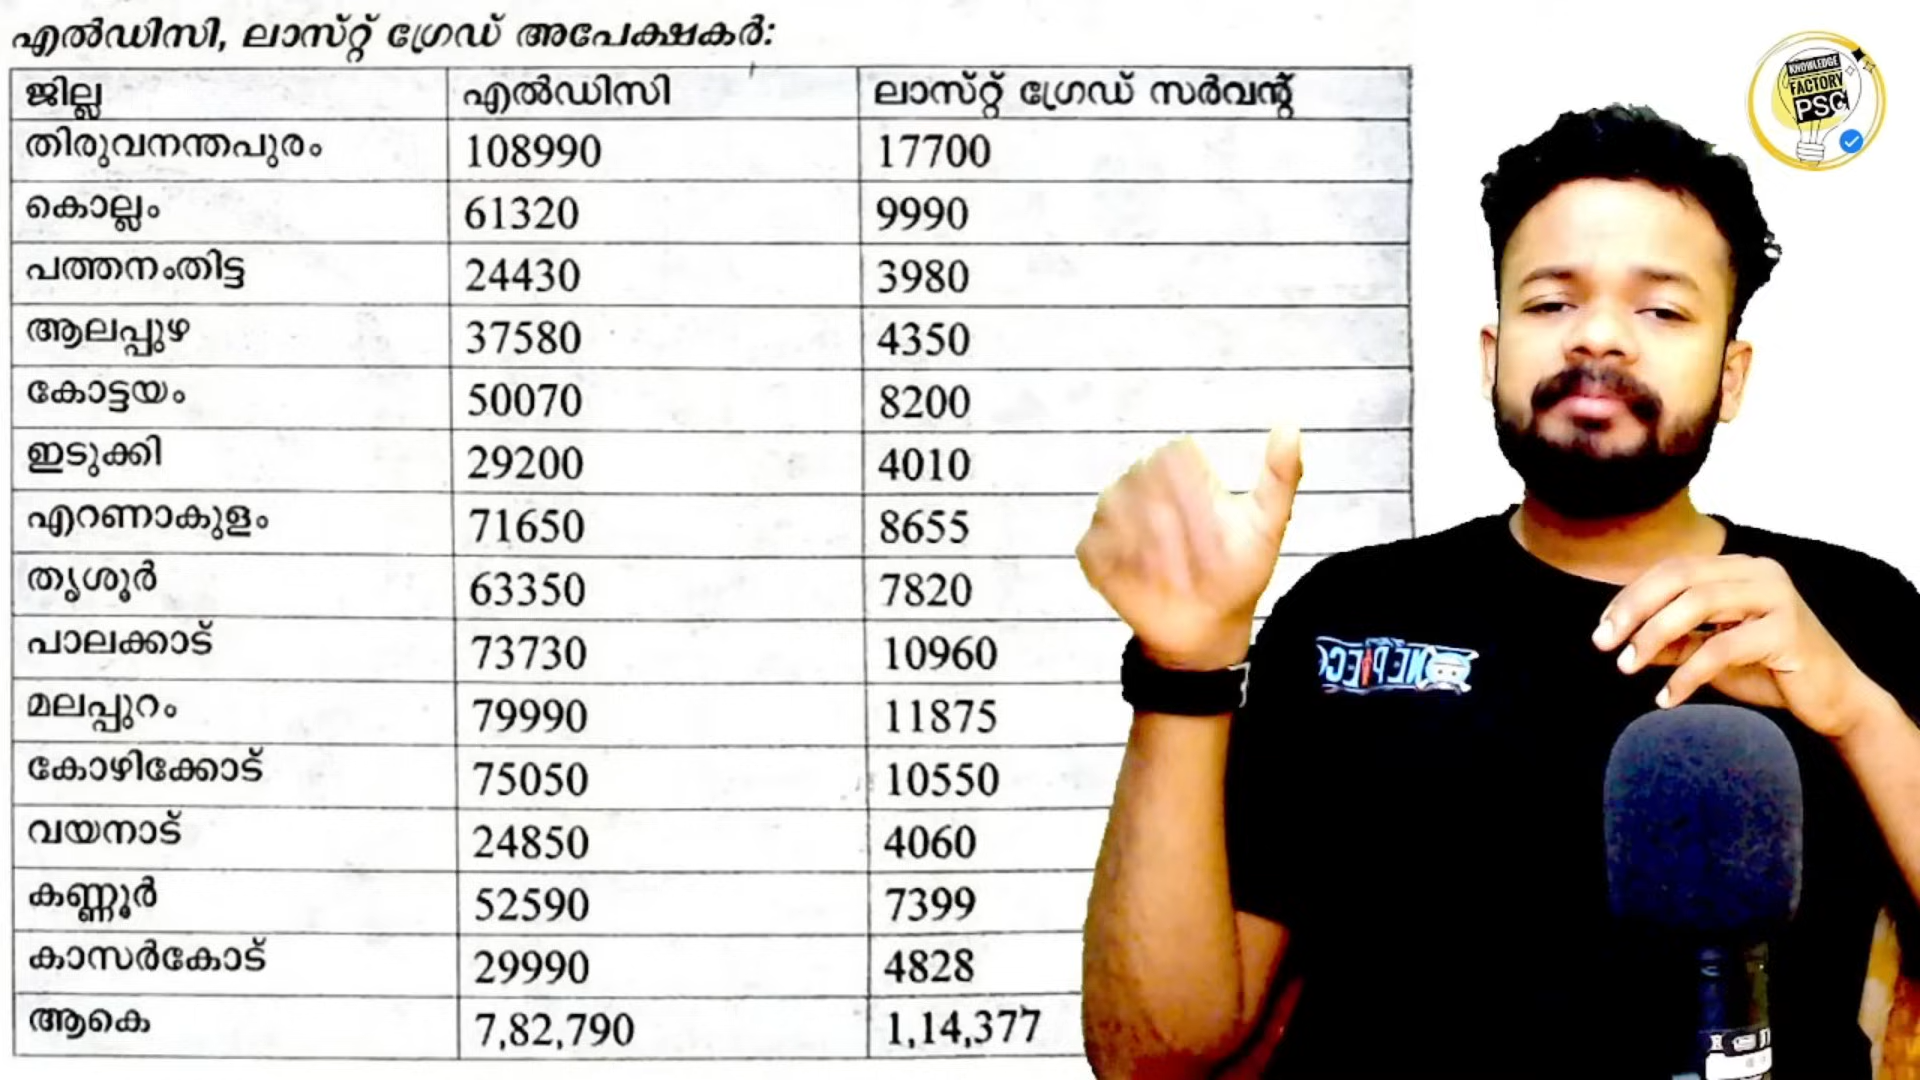 എൽഡിസി, ലാസ്റ്റ് ഗ്രേഡ് അപേക്ഷകർ:
ജില്ല എൽഡിസി ലാസ്റ്റ് ഗ്രേഡ് സർവന്റ്
തിരുവനന്തപുരം 108990 17700
കൊല്ലം 61320 9990
പത്തനംതിട്ട 24430 3980
ആലപ്പുഴ 37580 4350
കോട്ടയം 50070 8200
ഇടുക്കി 29200 4010
എറണാകുളം 71650 8655
തൃശൂർ 63350 7820
പാലക്കാട് 73730 10960
മലപ്പുറം 79990 11875
കോഴിക്കോട് 75050 10550
വയനാട് 24850 4060
കണ്ണൂർ 52590 7399
കാസർകോട് 29990 4828
ആകെ 7,82,790 1,14,377
KNOWLEDGE
FACTORY
PSC
ONE PIECE